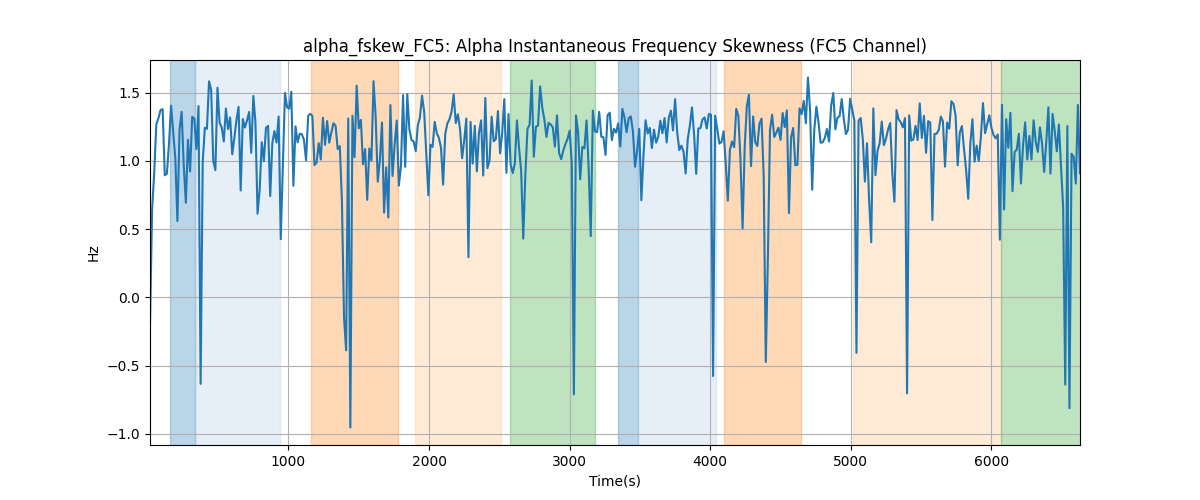 alpha_fskew_FC5: Alpha Instantaneous Frequency Skewness (FC5 Channel)
Hz
1.5
1.0
0.5
0.0
−0.5
−1.0
1000 2000 3000 4000 5000 6000
Time(s)